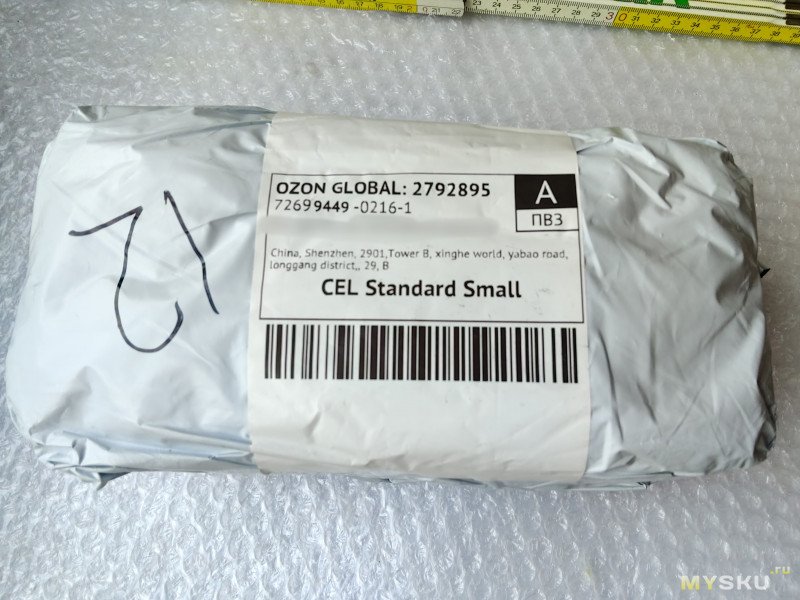 OZON GLOBAL: 2792895
72699449-0216-1
A
ПВЗ
China, Shenzhen, 2901,Tower B, xinghe world, yabao road,
longgang district,, 29, B
CEL Standard Small
12
MYSKU.ru